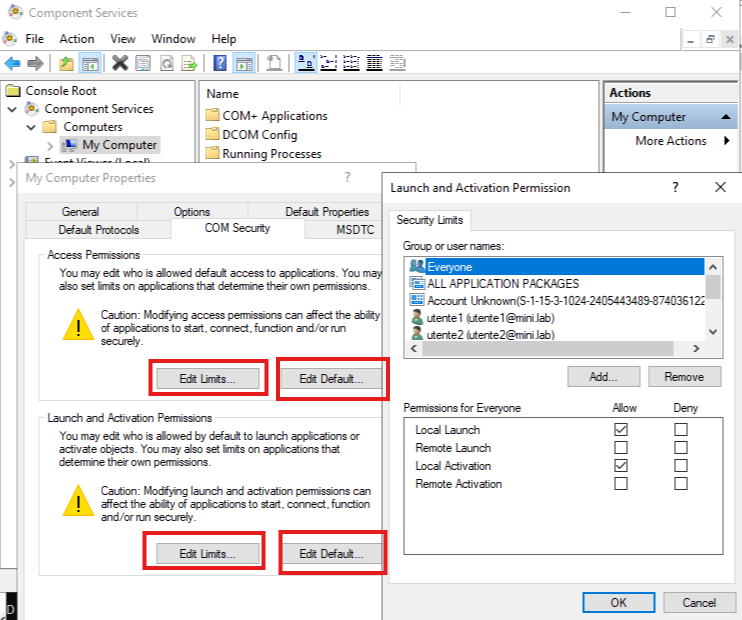 Component Services
File Action View Window Help
Console Root
Component Services
Computers
My Computer
Event Viewer (Local)
Name
COM+ Applications
DCOM Config
Running Processes
Actions
My Computer
More Actions
My Computer Properties
?
General Options Default Properties
Default Protocols COM Security MSDTC
Access Permissions
You may edit who is allowed default access to applications. You may
also set limits on applications that determine their own permissions.
Caution: Modifying access permissions can affect the ability
of applications to start, connect, function and/or run
securely.
Edit Limits... Edit Default...
Launch and Activation Permissions
You may edit who is allowed by default to launch applications or
activate objects. You may also set limits on applications that
determine their own permissions.
Caution: Modifying launch and activation permissions can
affect the ability of applications to start, connect, function
and/or run securely.
Edit Limits... Edit Default...
D
Launch and Activation Permission
?
Security Limits
Group or user names:
Everyone
ALL APPLICATION PACKAGES
Account Unknown(S-1-15-3-1024-2405443489-874036122
utente1 (utente1@mini.lab)
utente2 (utente2@mini.lab)
Add... Remove
Permissions for Everyone Allow Deny
Local Launch
Remote Launch
Local Activation
Remote Activation
OK Cancel